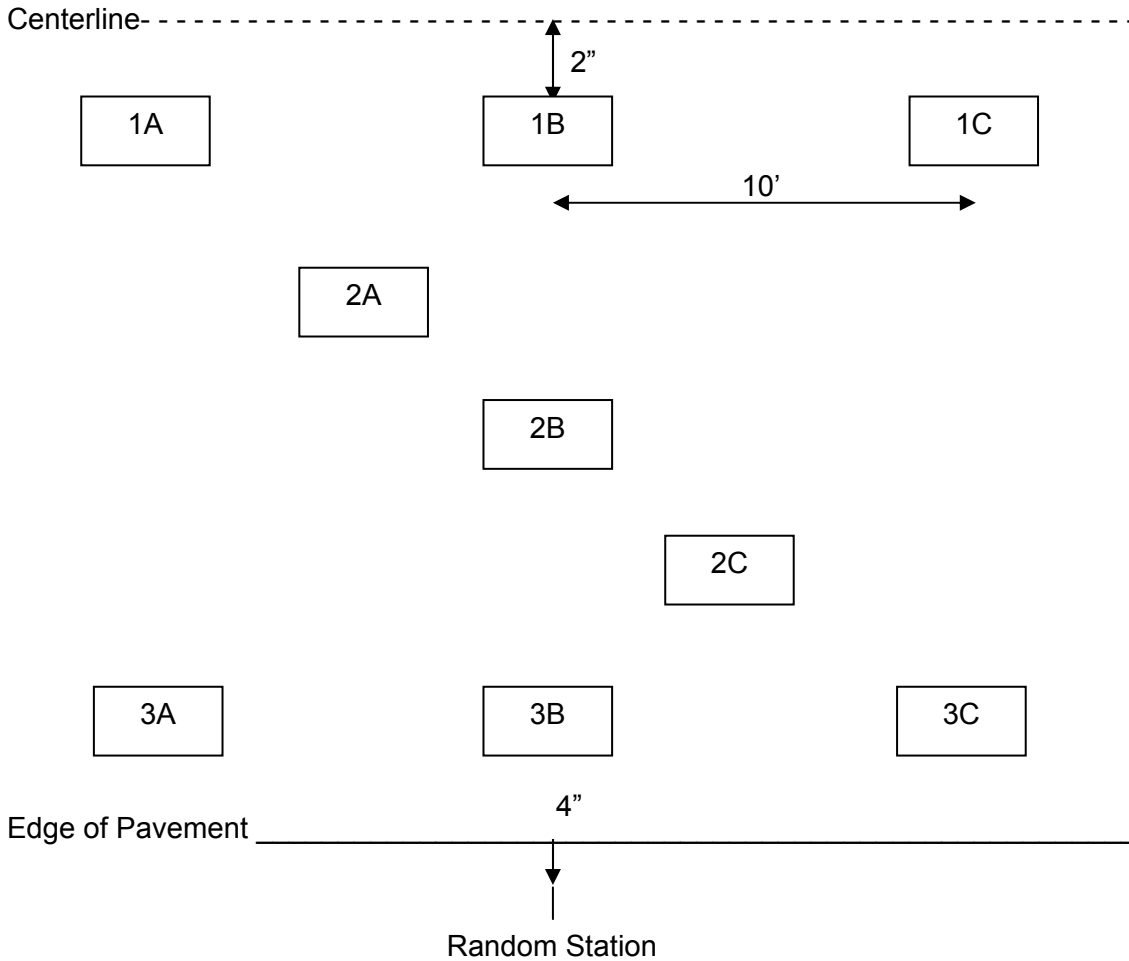 Centerline
2”
1A 1B 1C
10’
2A
2B
2C
3A 3B 3C
4”
Edge of Pavement
Random Station